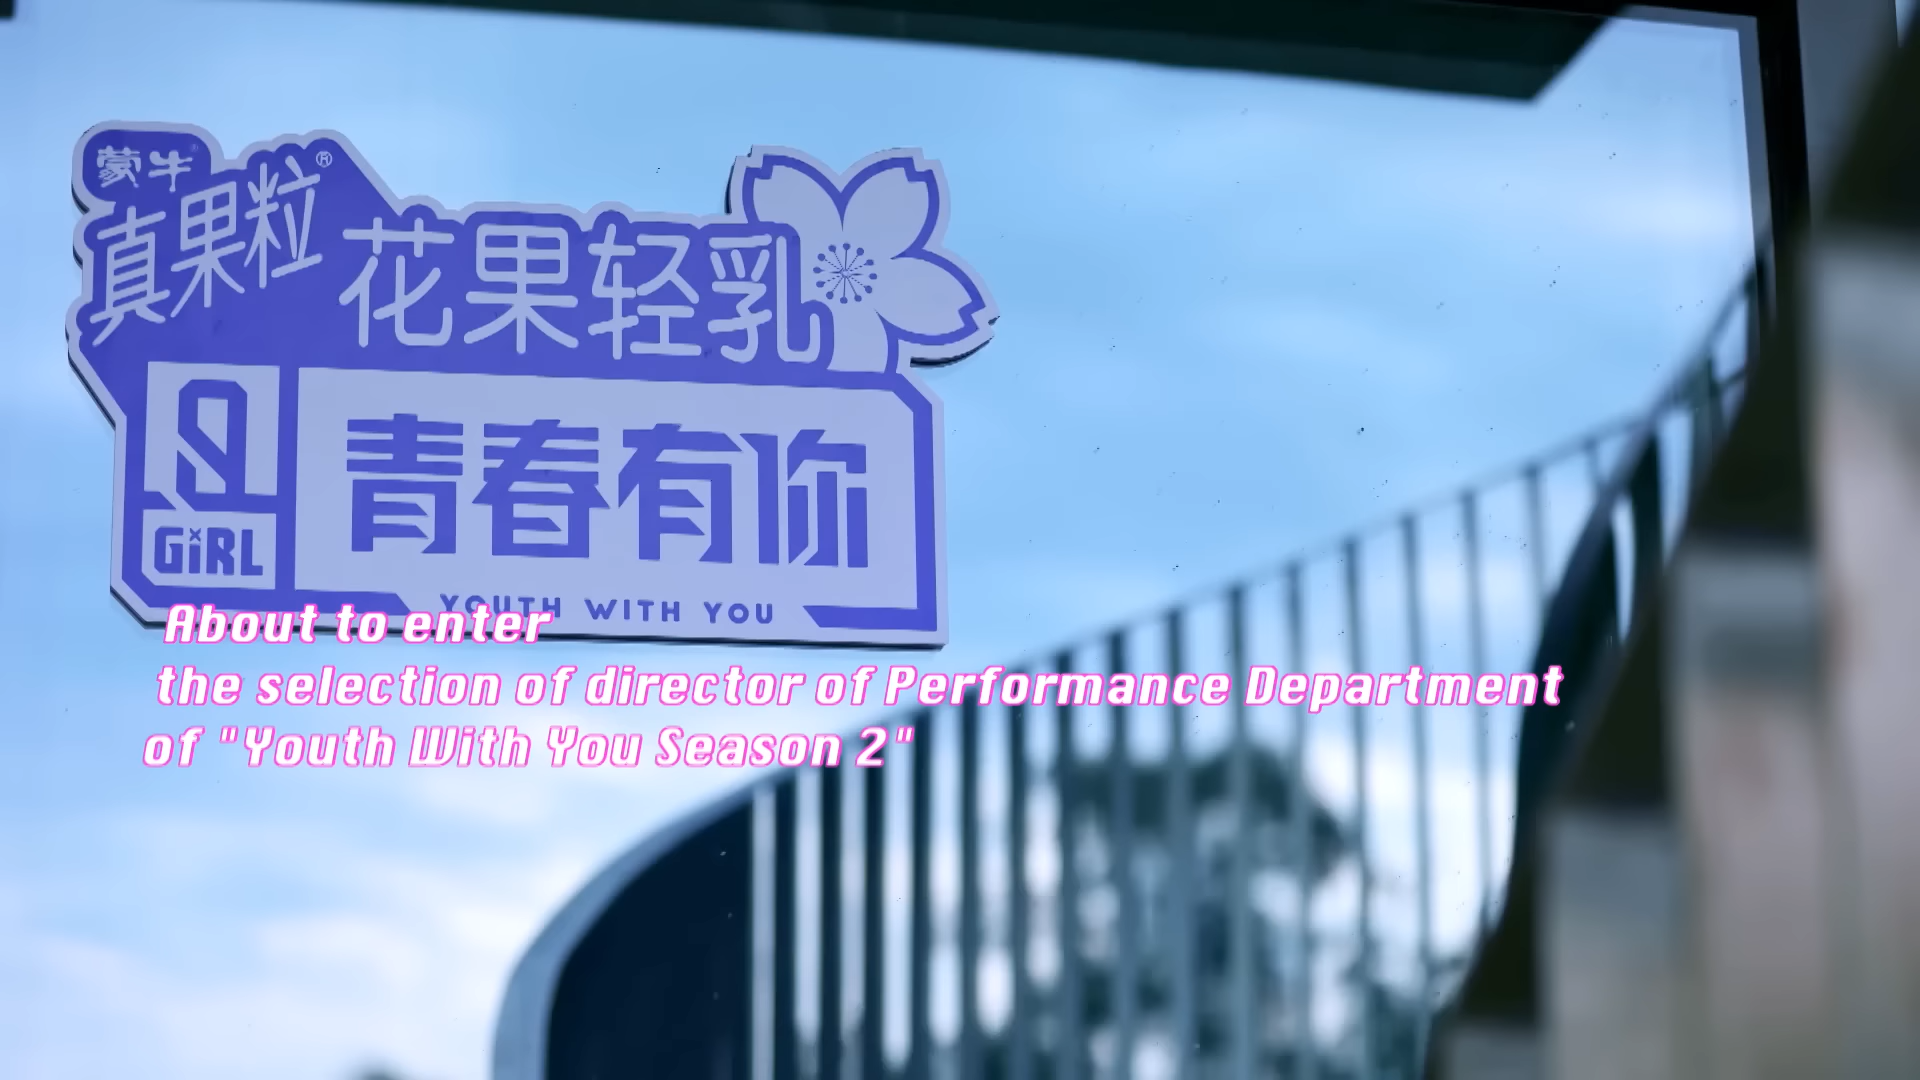 蒙牛
真果粒®
花果轻乳
青春有你
GiRL
YOUTH WITH YOU
About to enter
the selection of director of Performance Department
of "Youth With You Season 2"